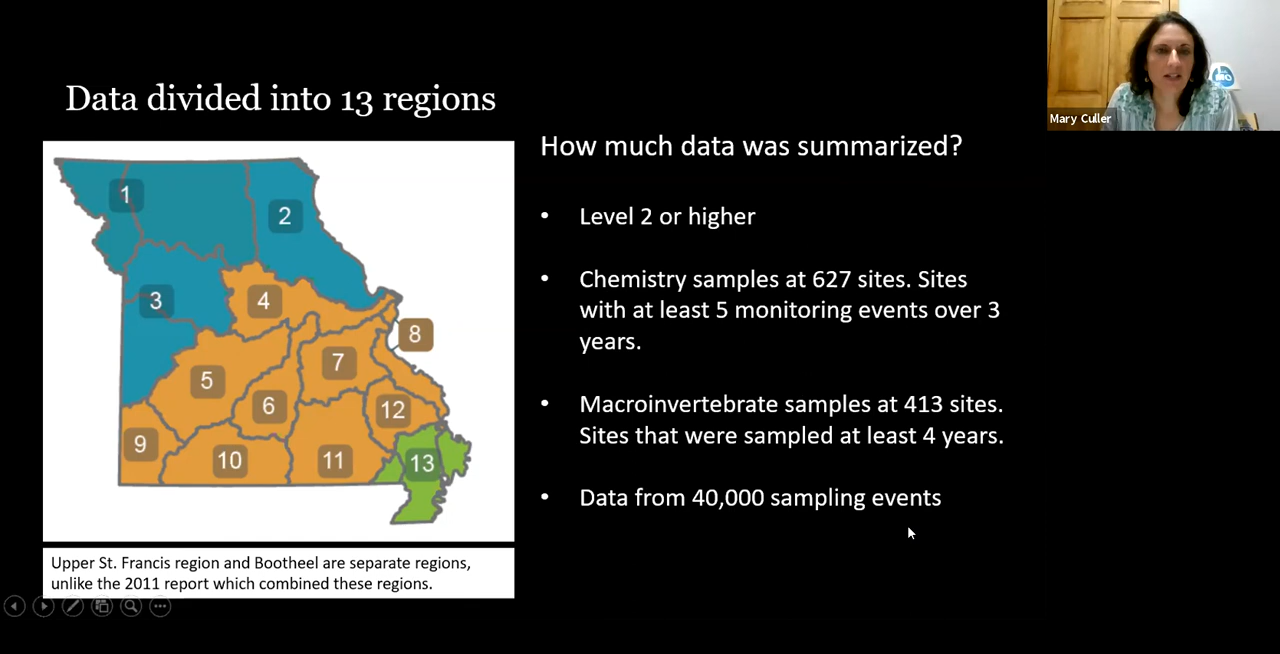 Data divided into 13 regions
1
2
3
4
8
7
5
6
12
9
10
11
13
Upper St. Francis region and Bootheel are separate regions,
unlike the 2011 report which combined these regions.
How much data was summarized?
• Level 2 or higher
• Chemistry samples at 627 sites. Sites
with at least 5 monitoring events over 3
years.
• Macroinvertebrate samples at 413 sites.
Sites that were sampled at least 4 years.
• Data from 40,000 sampling events
Mary Culler